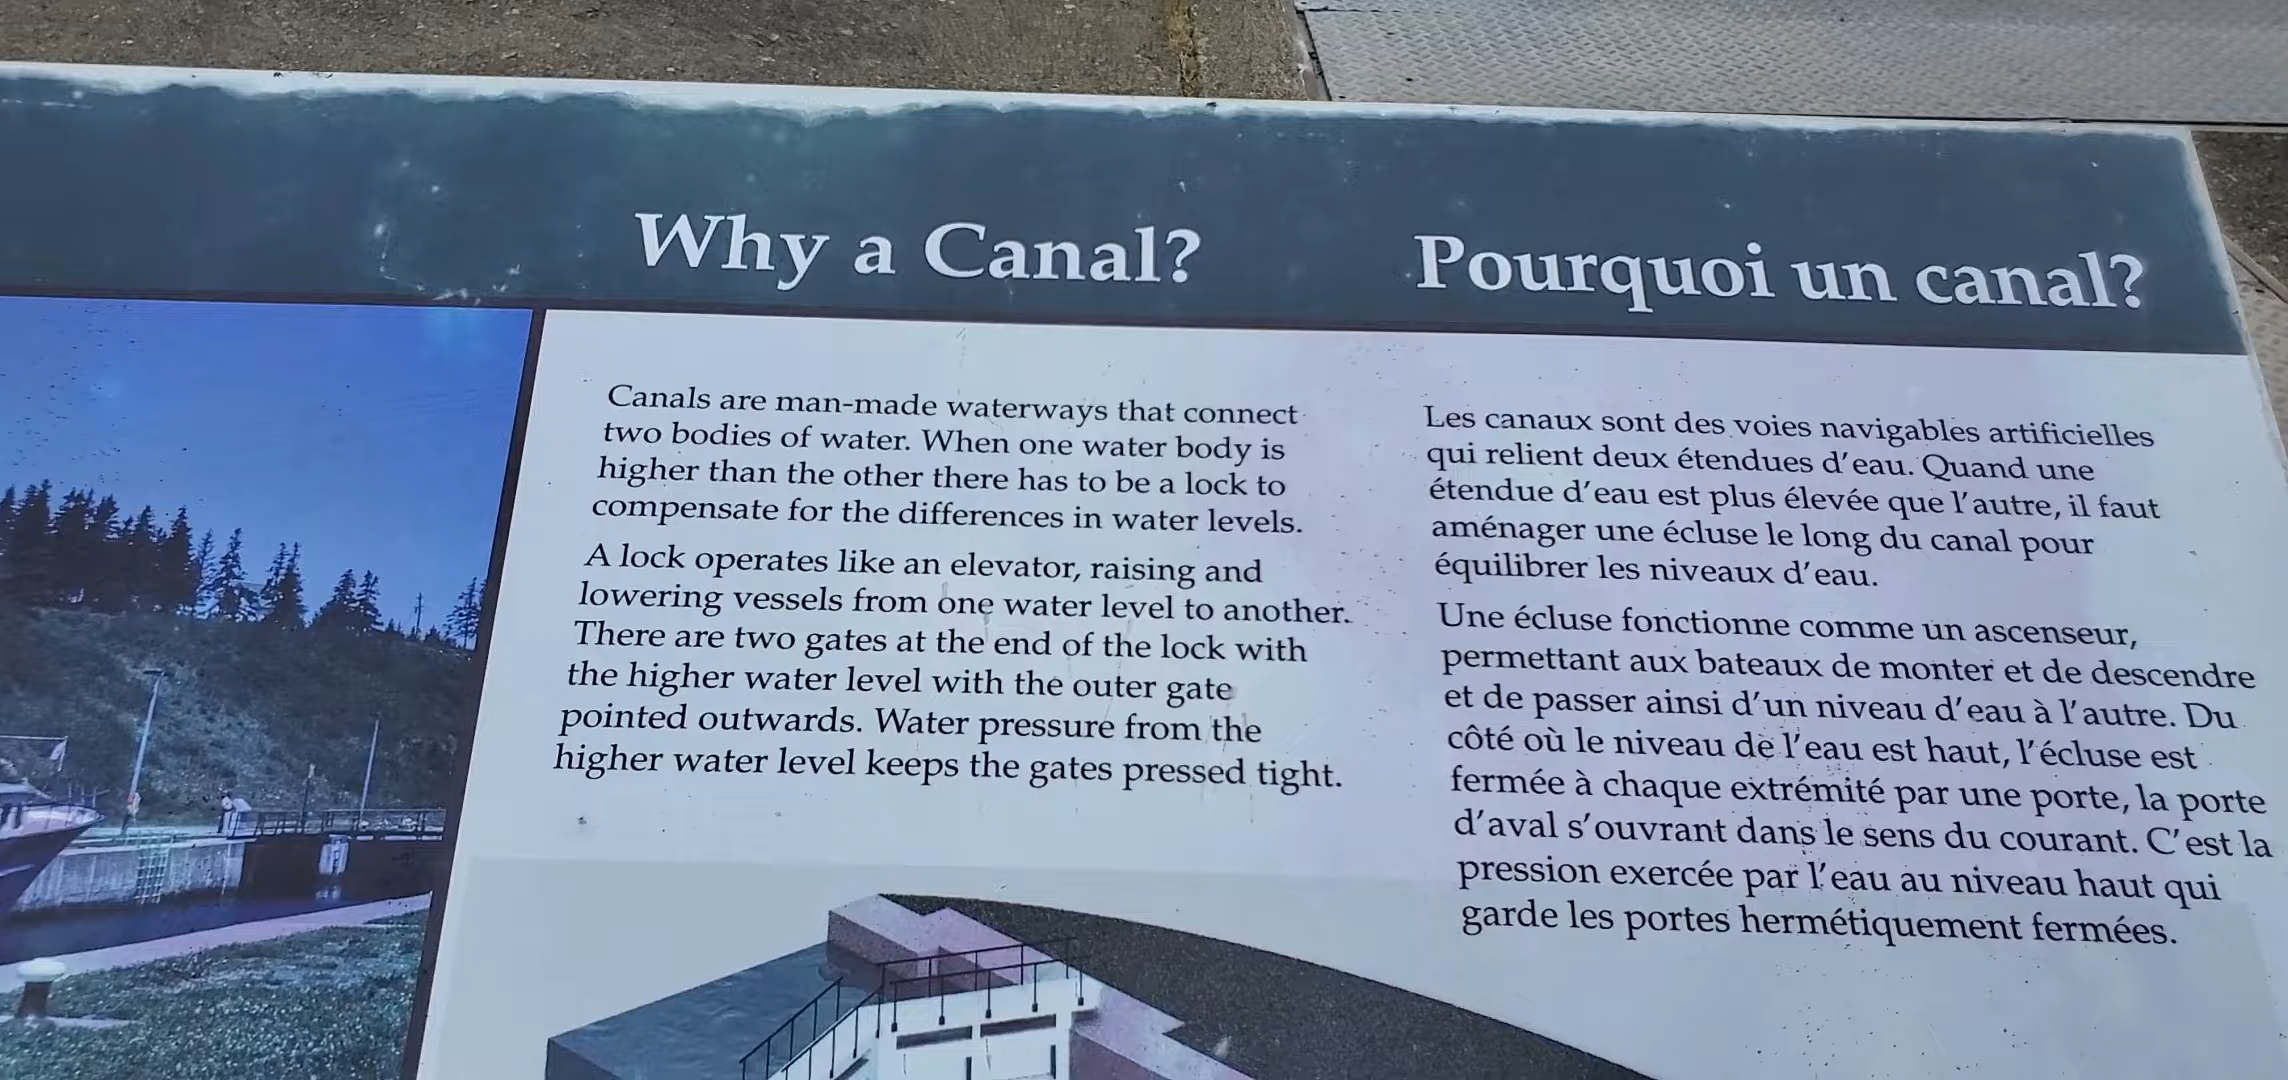 Why a Canal?
Canals are man-made waterways that connect
two bodies of water. When one water body is
higher than the other there has to be a lock to
compensate for the differences in water levels.
A lock operates like an elevator, raising and
lowering vessels from one water level to another.
There are two gates at the end of the lock with
the higher water level with the outer gate
pointed outwards. Water pressure from the
higher water level keeps the gates pressed tight.
Pourquoi un canal?
Les canaux sont des voies navigables artificielles
qui relient deux étendues d'eau. Quand une
étendue d'eau est plus élevée que l'autre, il faut
aménager une écluse le long du canal pour
équilibrer les niveaux d'eau.
Une écluse fonctionne comme un ascenseur,
permettant aux bateaux de monter et de descendre
et de passer ainsi d'un niveau d'eau à l'autre. Du
côté où le niveau de l'eau est haut, l'écluse est
fermée à chaque extrémité par une porte, la porte
d'aval s'ouvrant dans le sens du courant. C'est la
pression exercée par l'eau au niveau haut qui
garde les portes hermétiquement fermées.